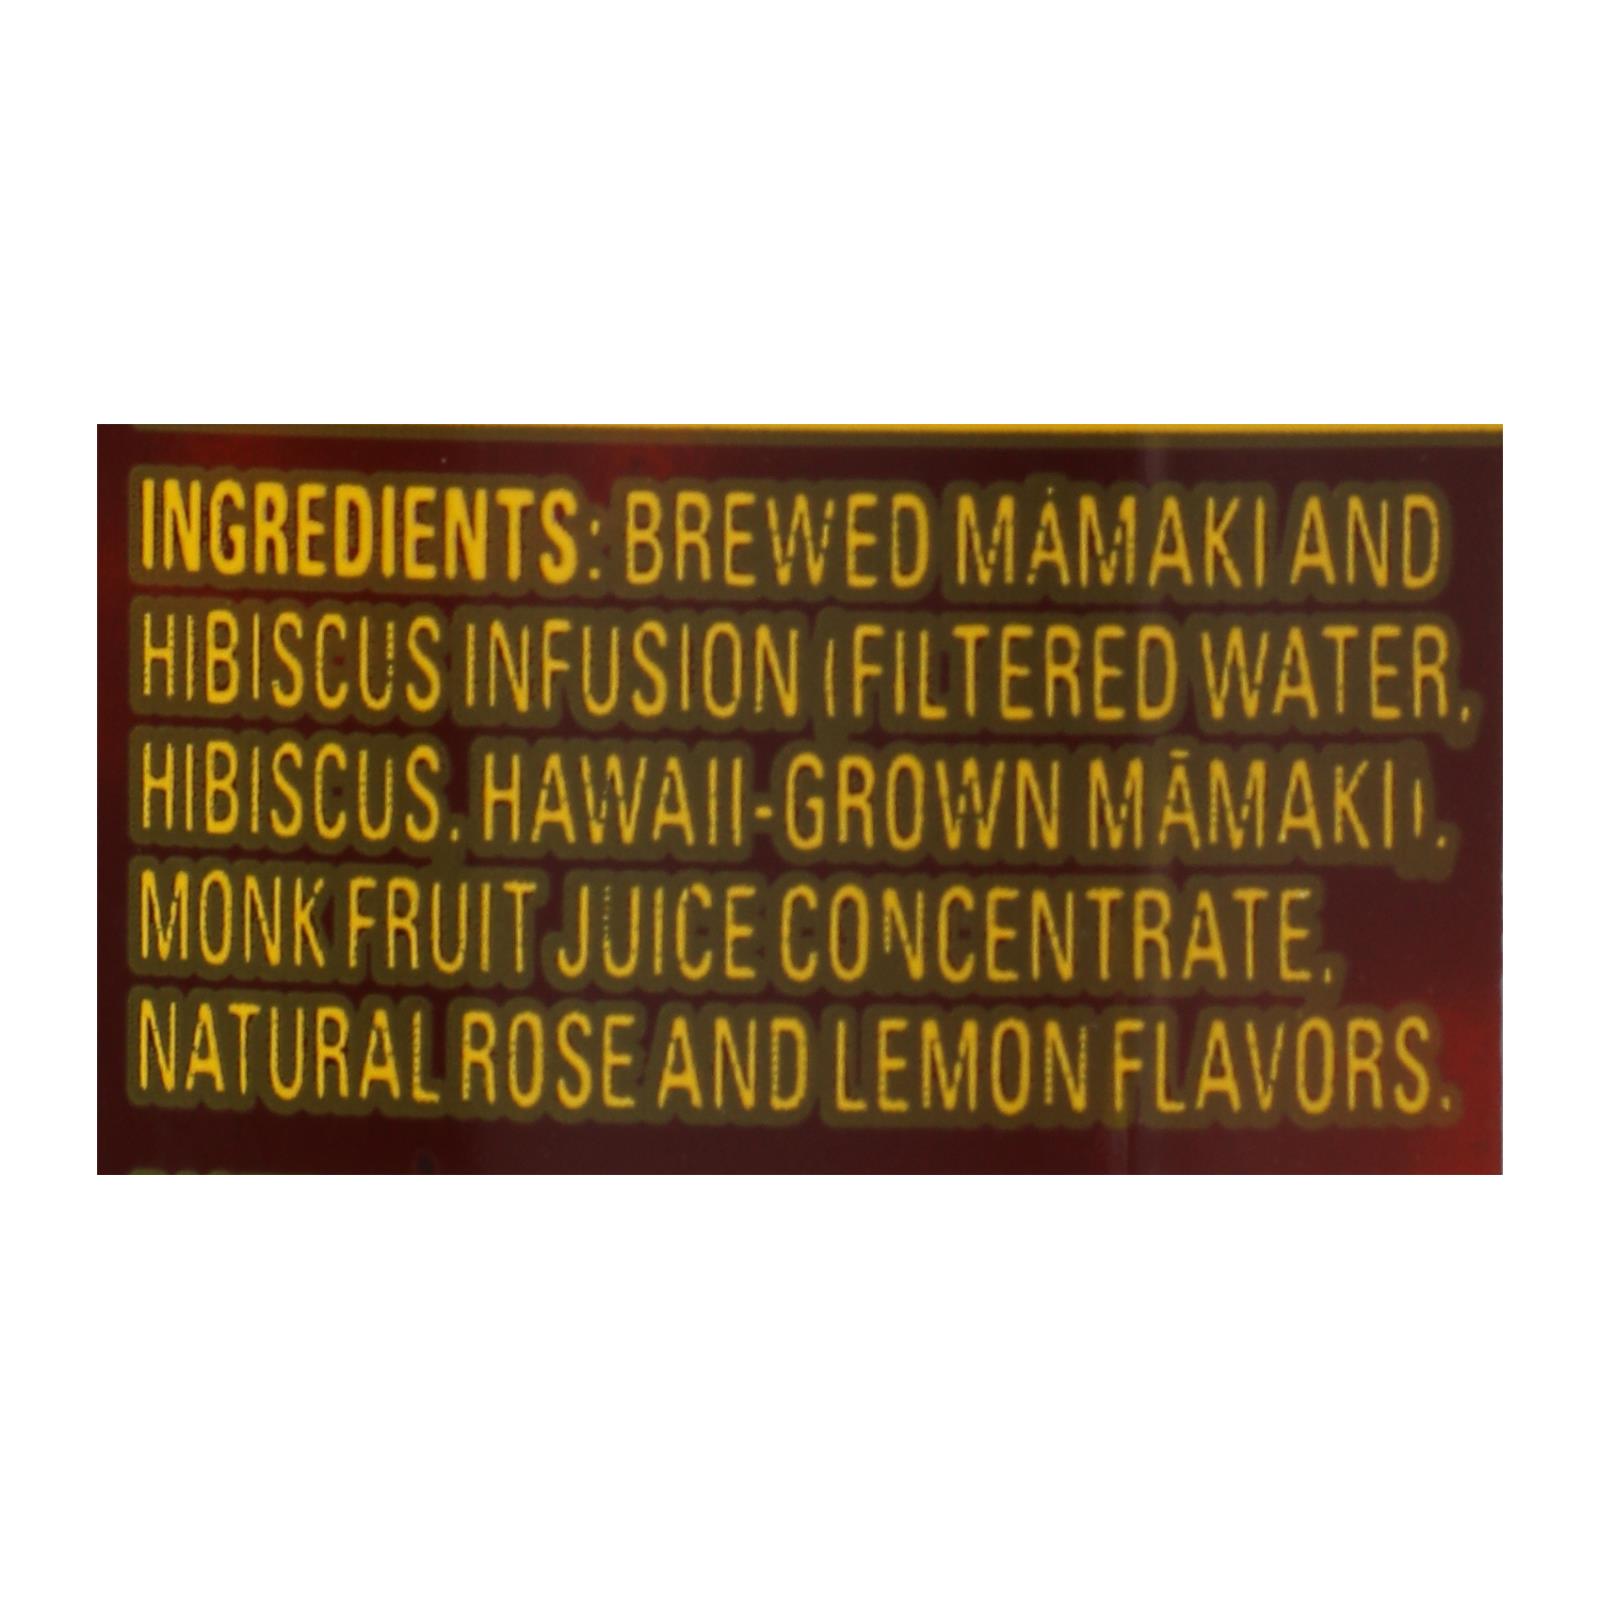 INGREDIENTS: BREWED MĀMAKI AND
HIBISCUS INFUSION (FILTERED WATER,
HIBISCUS, HAWAII-GROWN MĀMAKI),
MONK FRUIT JUICE CONCENTRATE,
NATURAL ROSE AND LEMON FLAVORS.